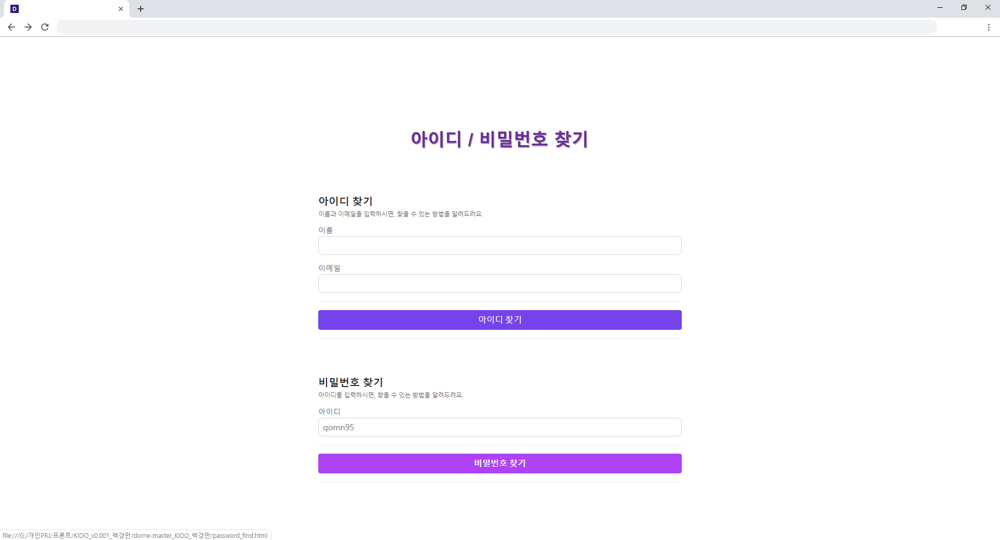 D
아이디 / 비밀번호 찾기
아이디 찾기
이름과 이메일을 입력하시면, 찾을 수 있는 방법을 알려드려요.
이름
이메일
아이디 찾기
비밀번호 찾기
아이디를 입력하시면, 찾을 수 있는 방법을 알려드려요.
아이디
gomn95
비밀번호 찾기
file:///G:/개인PRJ/프론트/KIDO_v0.001_백경만/dorne-master_KIDO_백경만/password_find.html